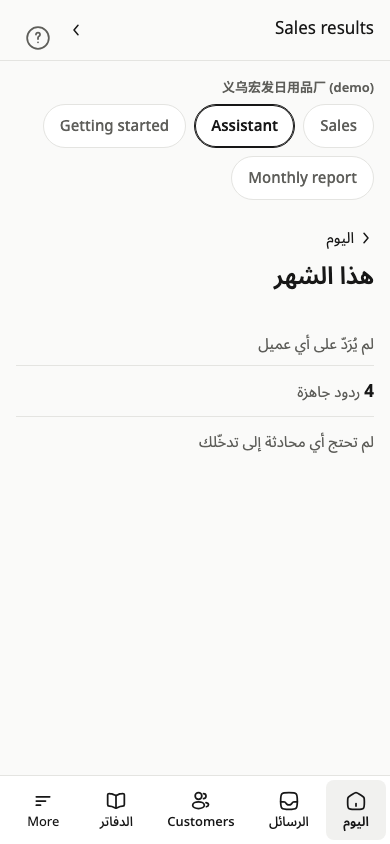 Sales results
义乌宏发日用品厂 (demo)
Sales
Assistant
Getting started
Monthly report
اليوم
هذا الشهر
لم يُرَدّ على أي عميل
4 ردود جاهزة
لم تحتج أي محادثة إلى تدخّلك
اليوم
الرسائل
Customers
الدفاتر
More